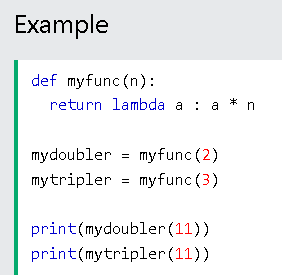 Example
def myfunc(n):
  return lambda a : a * n
mydoubler = myfunc(2)
mytripler = myfunc(3)
print(mydoubler(11))
print(mytripler(11))